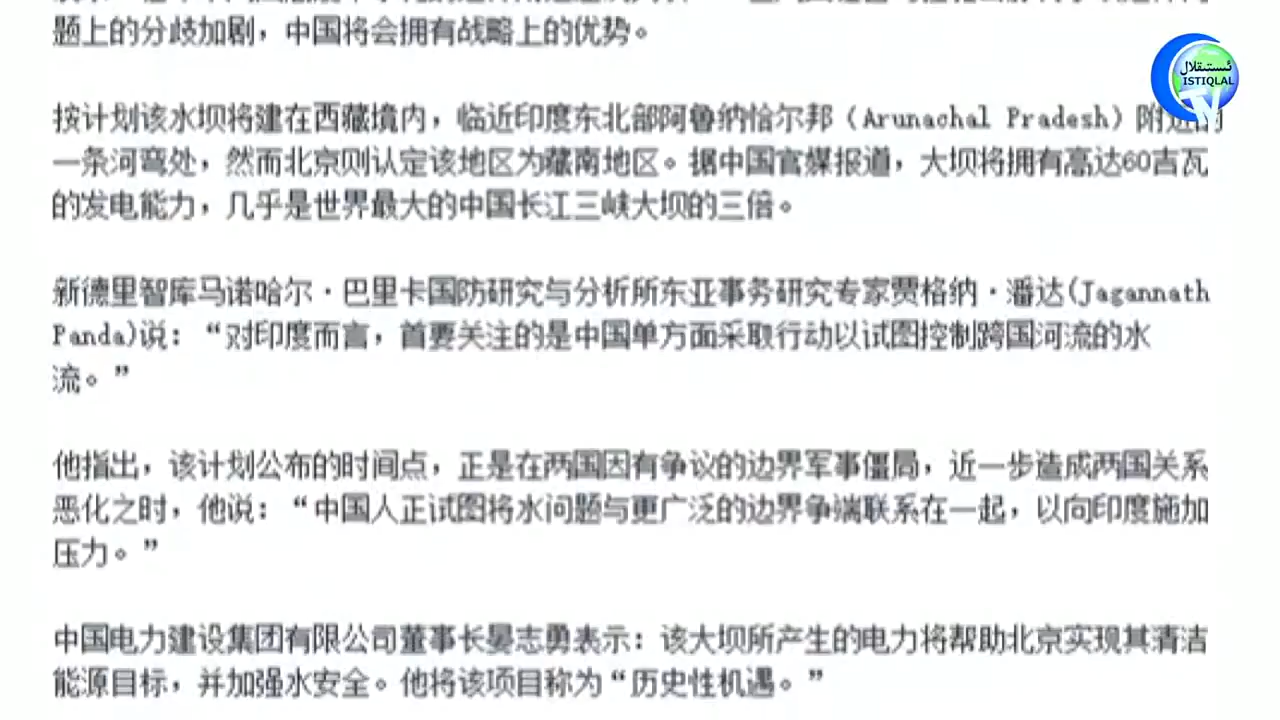 题上的分歧加剧，中国将会拥有战略上的优势。
ئىستىقلال
ISTIQLAL
TV
按计划该水坝将建在西藏境内，临近印度东北部阿鲁纳恰尔邦（Arunachal Pradesh）附近的
一条河弯处，然而北京则认定该地区为藏南地区。据中国官媒报道，大坝将拥有高达60吉瓦
的发电能力，几乎是世界最大的中国长江三峡大坝的三倍。
新德里智库马诺哈尔·巴里卡国防研究与分析所东亚事务研究专家贾格纳·潘达(Jagannath
Panda)说：“对印度而言，首要关注的是中国单方面采取行动以试图控制跨国河流的水
流。”
他指出，该计划公布的时间点，正是在两国因有争议的边界军事僵局，近一步造成两国关系
恶化之时，他说：“中国人正试图将水问题与更广泛的边界争端联系在一起，以向印度施加
压力。”
中国电力建设集团有限公司董事长晏志勇表示：该大坝所产生的电力将帮助北京实现其清洁
能源目标，并加强水安全。他将该项目称为“历史性机遇。”